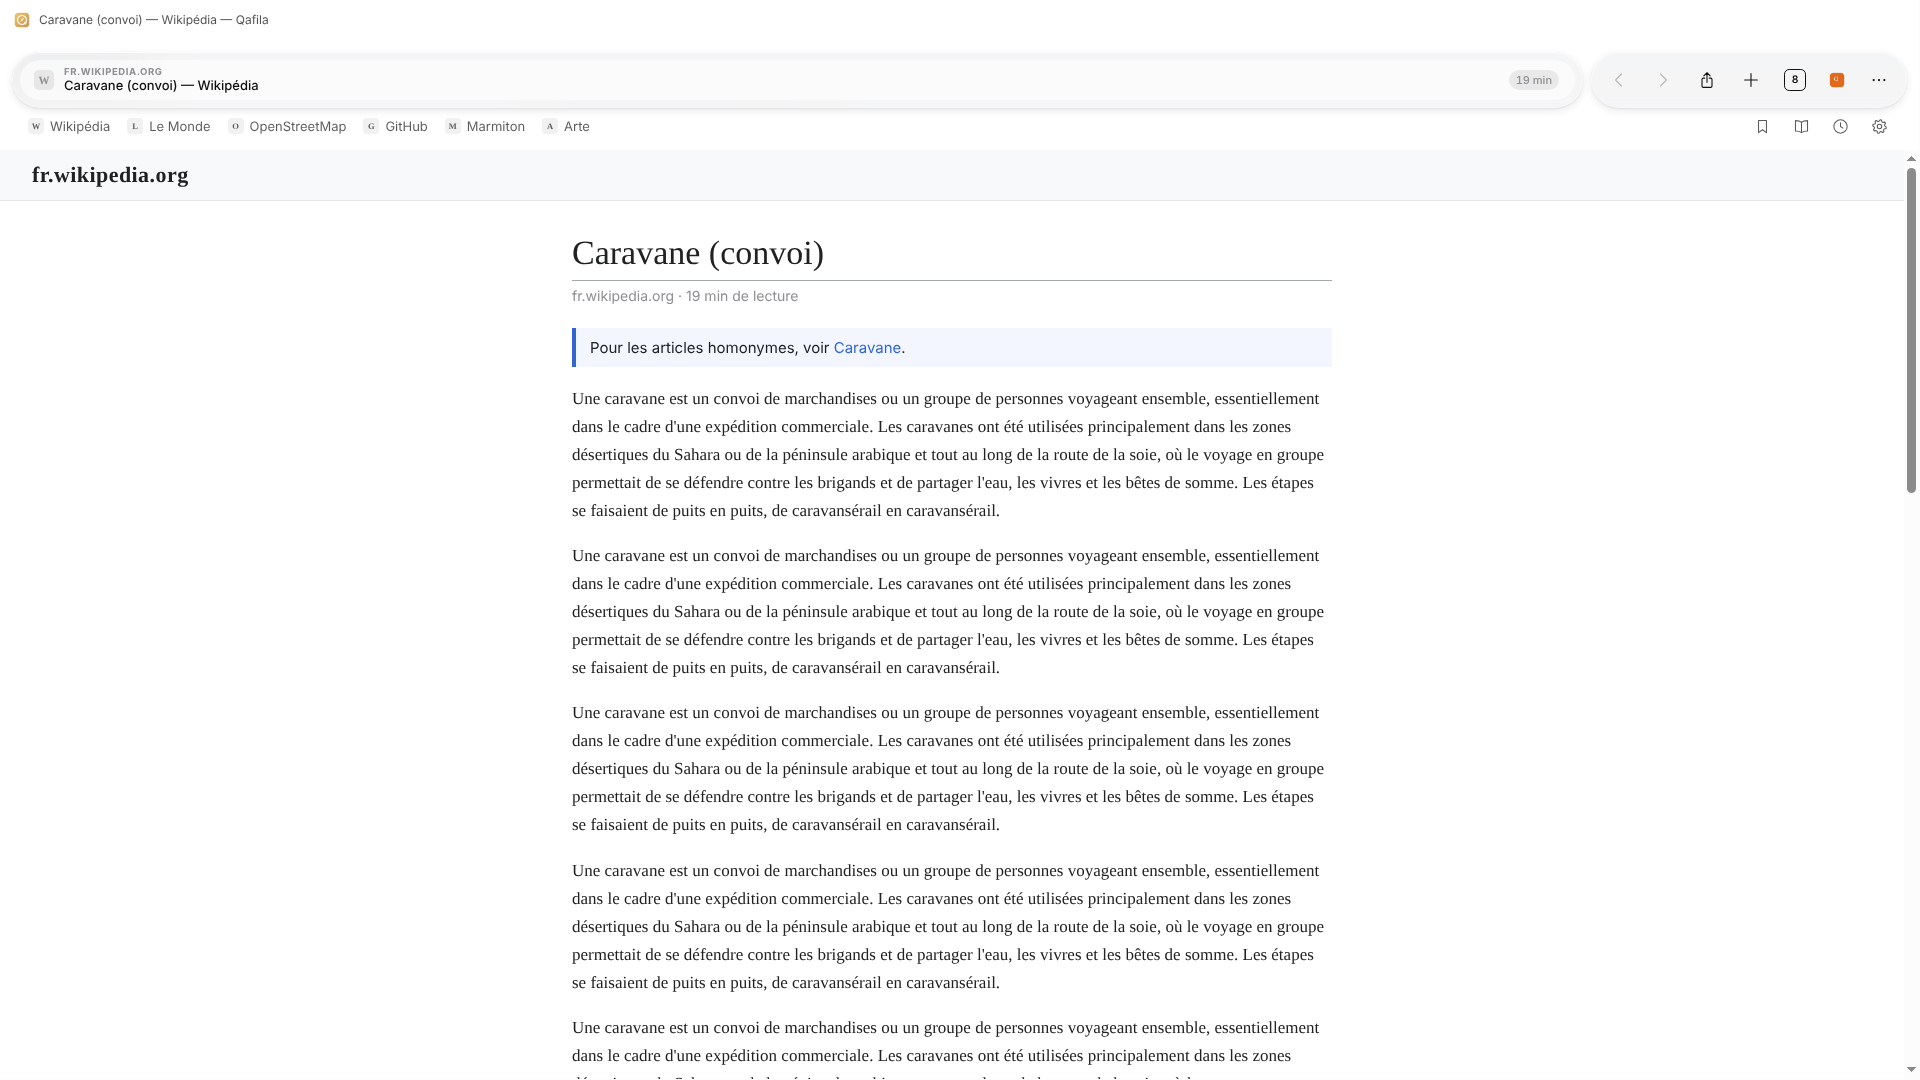 Caravane (convoi) — Wikipédia — Qafila
W
FR.WIKIPEDIA.ORG
Caravane (convoi) — Wikipédia
19 min
8
W Wikipédia
L Le Monde
O OpenStreetMap
G GitHub
M Marmiton
A Arte
fr.wikipedia.org
Caravane (convoi)
fr.wikipedia.org · 19 min de lecture
Pour les articles homonymes, voir Caravane.
Une caravane est un convoi de marchandises ou un groupe de personnes voyageant ensemble, essentiellement
dans le cadre d'une expédition commerciale. Les caravanes ont été utilisées principalement dans les zones
désertiques du Sahara ou de la péninsule arabique et tout au long de la route de la soie, où le voyage en groupe
permettait de se défendre contre les brigands et de partager l'eau, les vivres et les bêtes de somme. Les étapes
se faisaient de puits en puits, de caravansérail en caravansérail.
Une caravane est un convoi de marchandises ou un groupe de personnes voyageant ensemble, essentiellement
dans le cadre d'une expédition commerciale. Les caravanes ont été utilisées principalement dans les zones
désertiques du Sahara ou de la péninsule arabique et tout au long de la route de la soie, où le voyage en groupe
permettait de se défendre contre les brigands et de partager l'eau, les vivres et les bêtes de somme. Les étapes
se faisaient de puits en puits, de caravansérail en caravansérail.
Une caravane est un convoi de marchandises ou un groupe de personnes voyageant ensemble, essentiellement
dans le cadre d'une expédition commerciale. Les caravanes ont été utilisées principalement dans les zones
désertiques du Sahara ou de la péninsule arabique et tout au long de la route de la soie, où le voyage en groupe
permettait de se défendre contre les brigands et de partager l'eau, les vivres et les bêtes de somme. Les étapes
se faisaient de puits en puits, de caravansérail en caravansérail.
Une caravane est un convoi de marchandises ou un groupe de personnes voyageant ensemble, essentiellement
dans le cadre d'une expédition commerciale. Les caravanes ont été utilisées principalement dans les zones
désertiques du Sahara ou de la péninsule arabique et tout au long de la route de la soie, où le voyage en groupe
permettait de se défendre contre les brigands et de partager l'eau, les vivres et les bêtes de somme. Les étapes
se faisaient de puits en puits, de caravansérail en caravansérail.
Une caravane est un convoi de marchandises ou un groupe de personnes voyageant ensemble, essentiellement
dans le cadre d'une expédition commerciale. Les caravanes ont été utilisées principalement dans les zones